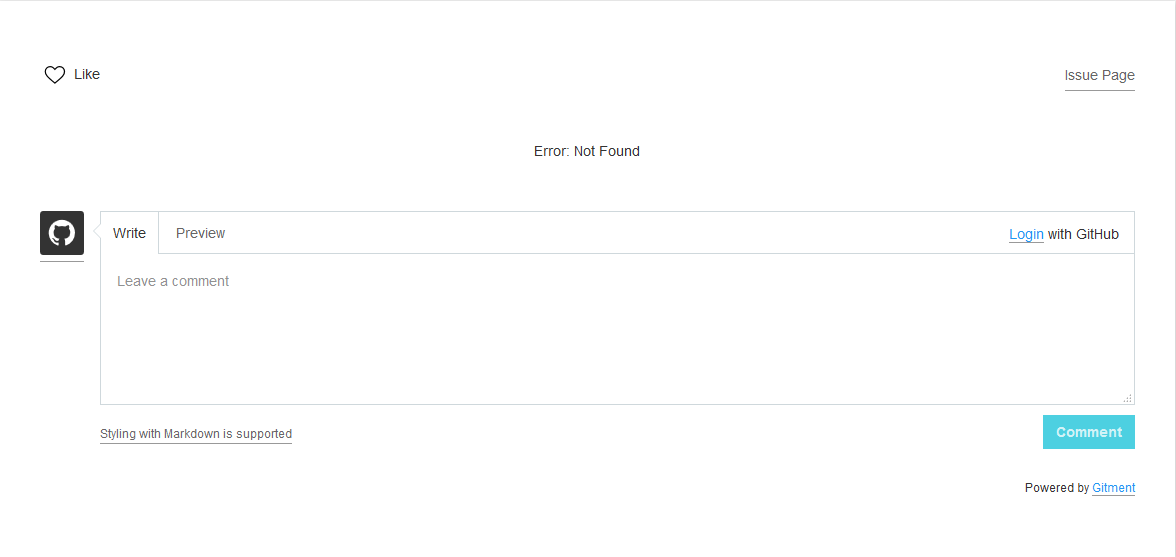 Like
Issue Page
Error: Not Found
Write Preview Login with GitHub
Leave a comment
Styling with Markdown is supported
Comment
Powered by Gitment